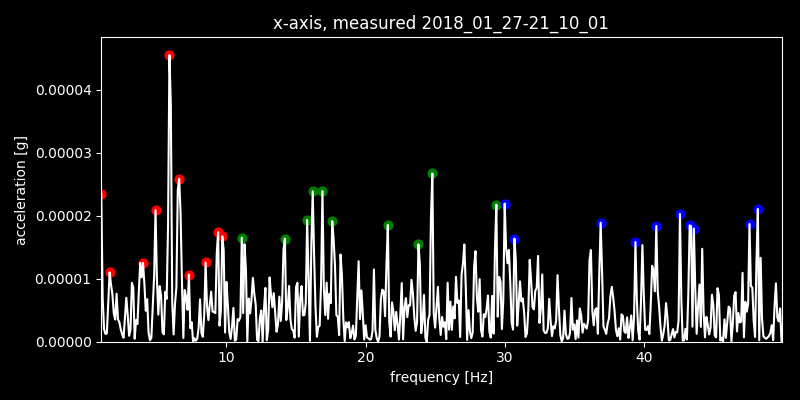 x-axis, measured 2018_01_27-21_10_01
0.00004
0.00003
0.00002
0.00001
0.00000
acceleration [g]
10 20 30 40
frequency [Hz]